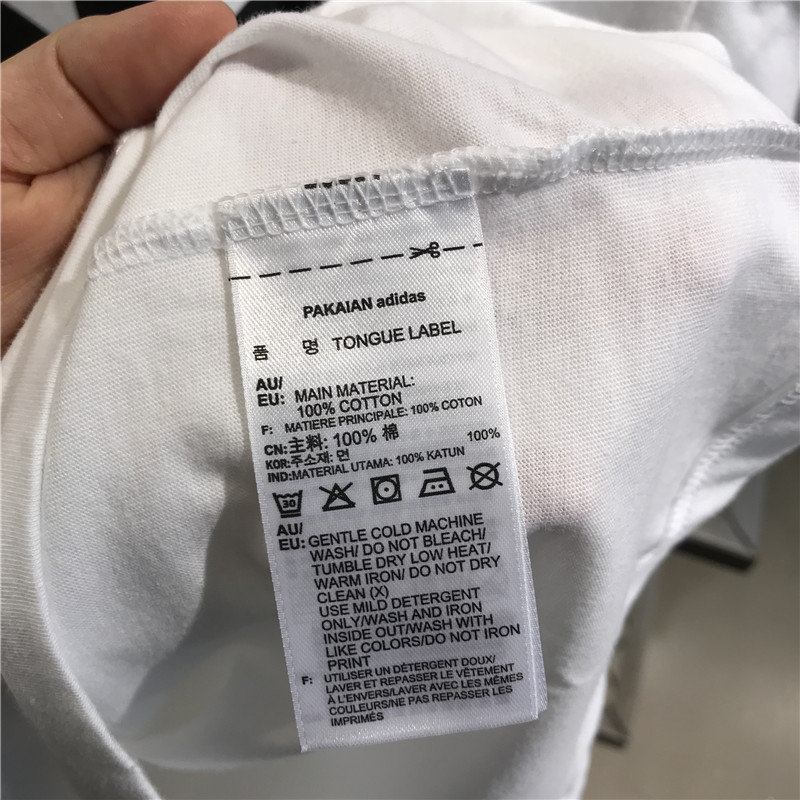 PAKAIAN adidas
품 명 TONGUE LABEL
AU/
EU: MAIN MATERIAL:
100% COTTON
F: MATIERE PRINCIPALE: 100% COTON
CN:主料: 100% 棉
KOR:주소재: 면 100%
IND:MATERIAL UTAMA: 100% KATUN
30
AU/
EU: GENTLE COLD MACHINE
WASH/ DO NOT BLEACH/
TUMBLE DRY LOW HEAT/
WARM IRON/ DO NOT DRY
CLEAN (X)
USE MILD DETERGENT
ONLY/WASH AND IRON
INSIDE OUT/WASH WITH
LIKE COLORS/DO NOT IRON
PRINT
F: UTILISER UN DÉTERGENT DOUX/
LAVER ET REPASSER LE VÊTEMENT
À L'ENVERS/LAVER AVEC LES MÊMES
COULEURS/NE PAS REPASSER LES
IMPRIMÉS